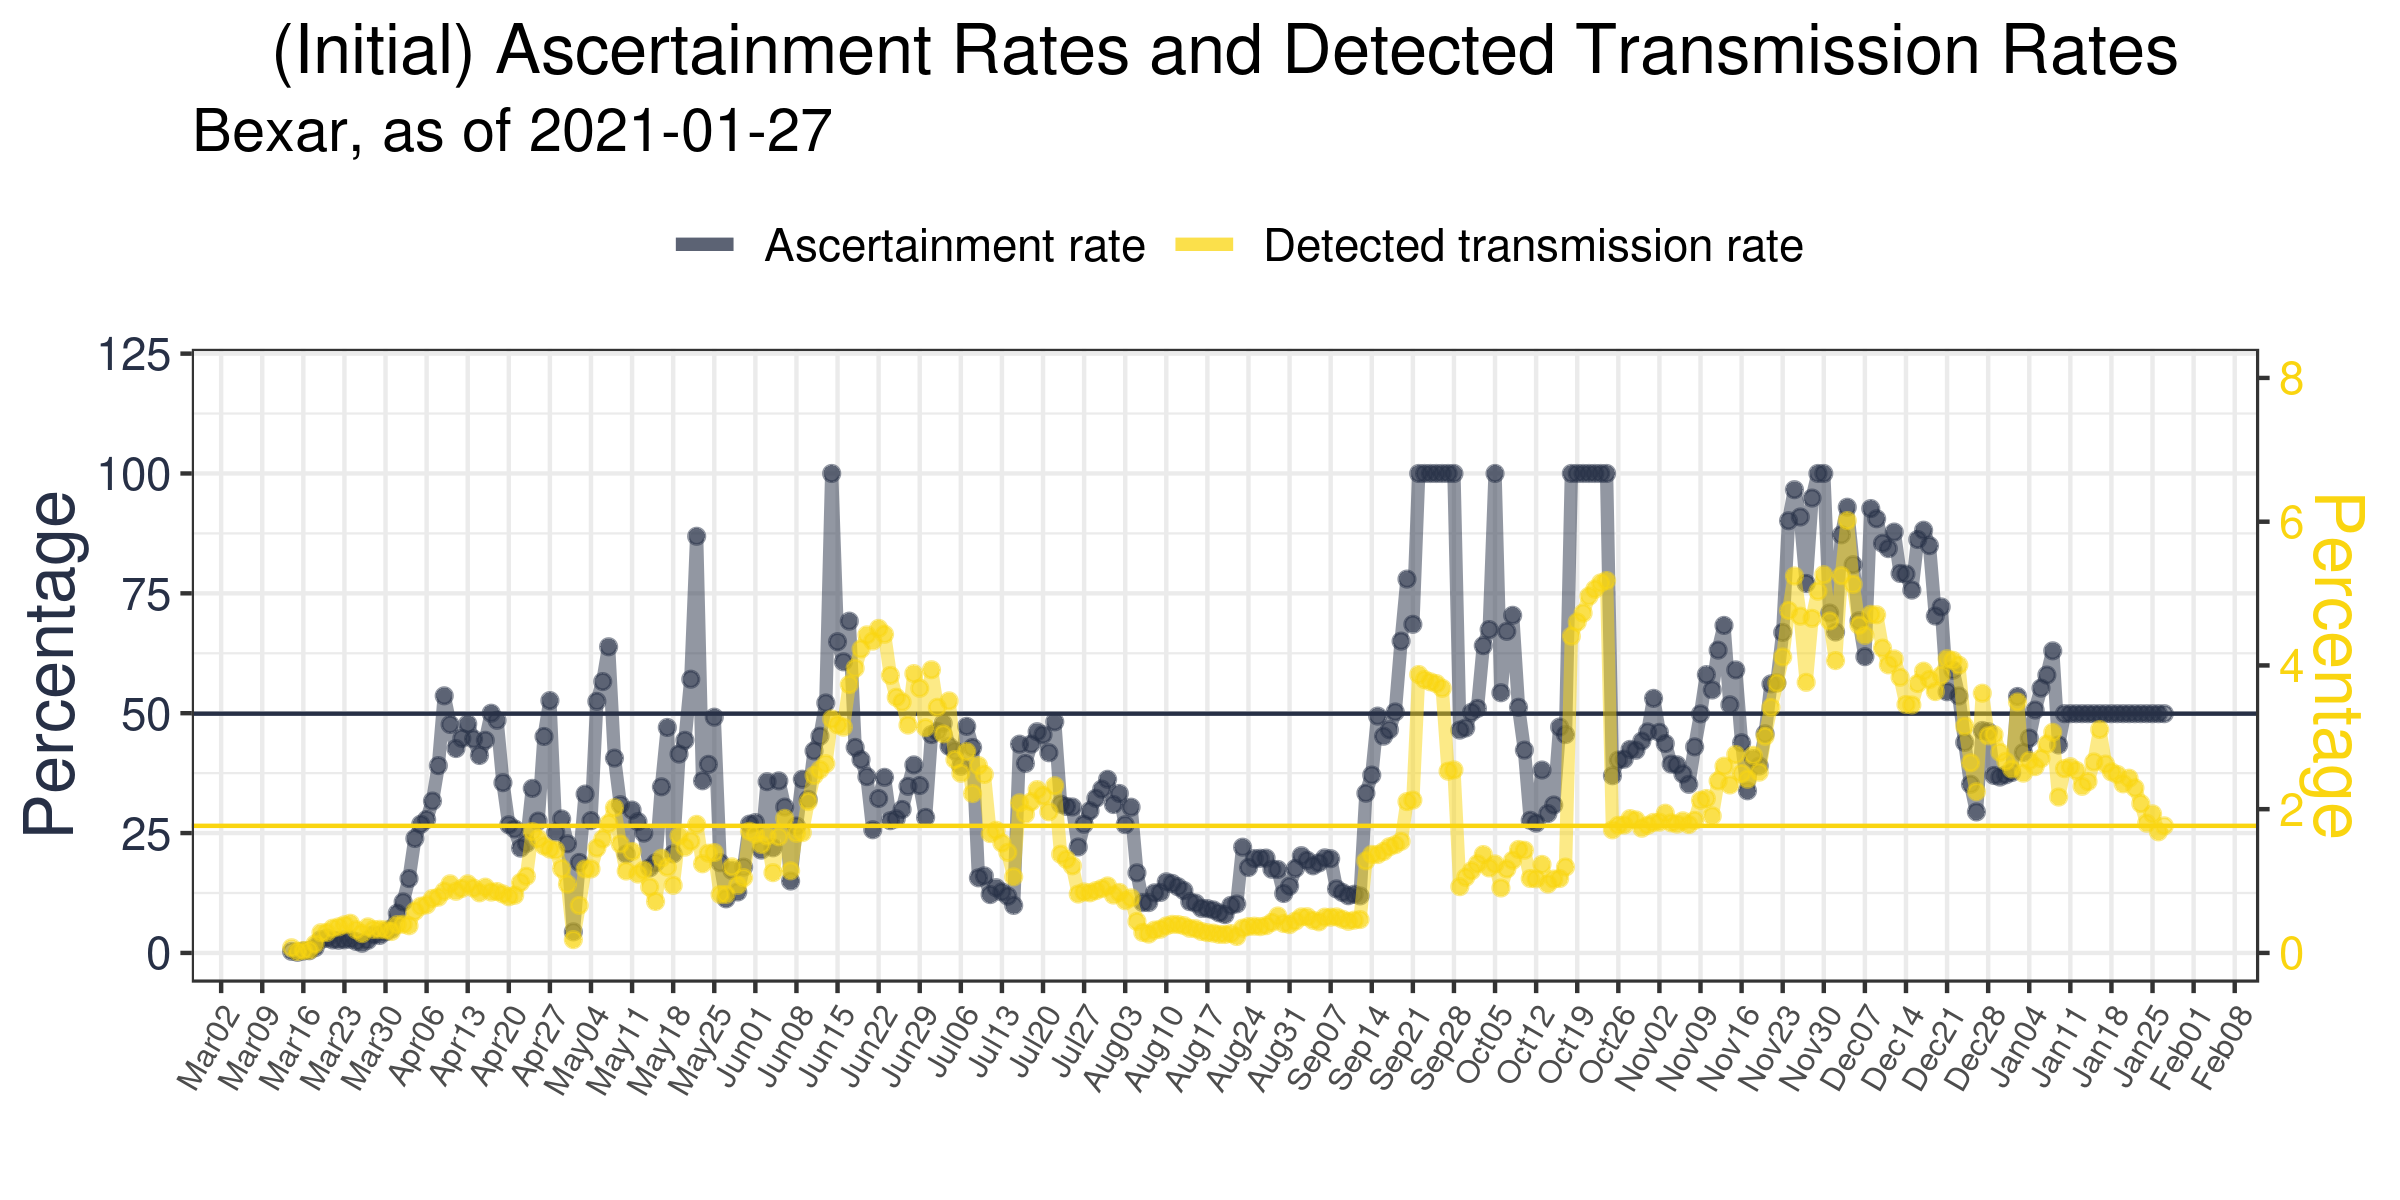 (Initial) Ascertainment Rates and Detected Transmission Rates
Bexar, as of 2021-01-27
Ascertainment rate
Detected transmission rate
Percentage
125
100
75
50
25
0
8
6
4
2
0
Percentage
Mar02
Mar09
Mar16
Mar23
Mar30
Apr06
Apr13
Apr20
Apr27
May04
May11
May18
May25
Jun01
Jun08
Jun15
Jun22
Jun29
Jul06
Jul13
Jul20
Jul27
Aug03
Aug10
Aug17
Aug24
Aug31
Sep07
Sep14
Sep21
Sep28
Oct05
Oct12
Oct19
Oct26
Nov02
Nov09
Nov16
Nov23
Nov30
Dec07
Dec14
Dec21
Dec28
Jan04
Jan11
Jan18
Jan25
Feb01
Feb08